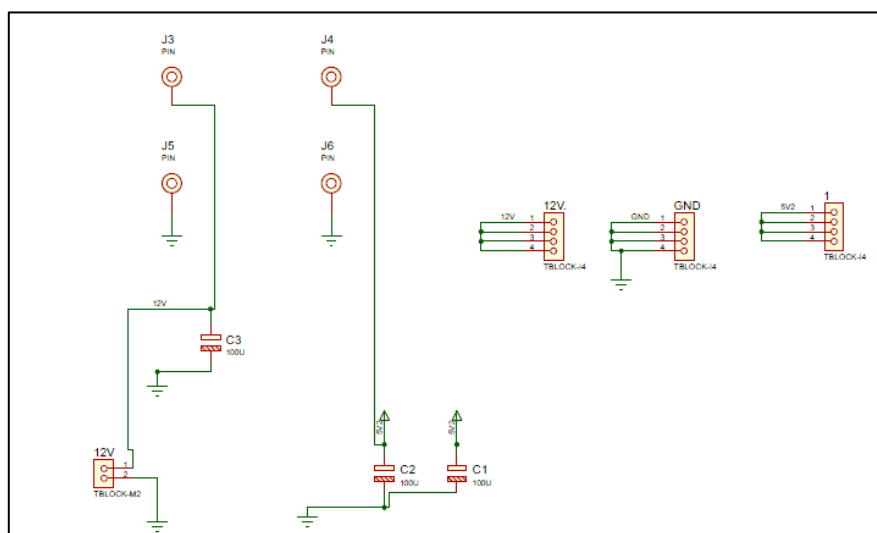 J3
PIN
J4
PIN
J5
PIN
J6
PIN
12V.
12V
1
2
3
4
TBLOCK-I4
GND
GND
1
2
3
4
TBLOCK-I4
1
5V2
1
2
3
4
TBLOCK-I4
12V
C3
100U
12V
1
2
TBLOCK-M2
5V2
C2
100U
5V2
C1
100U